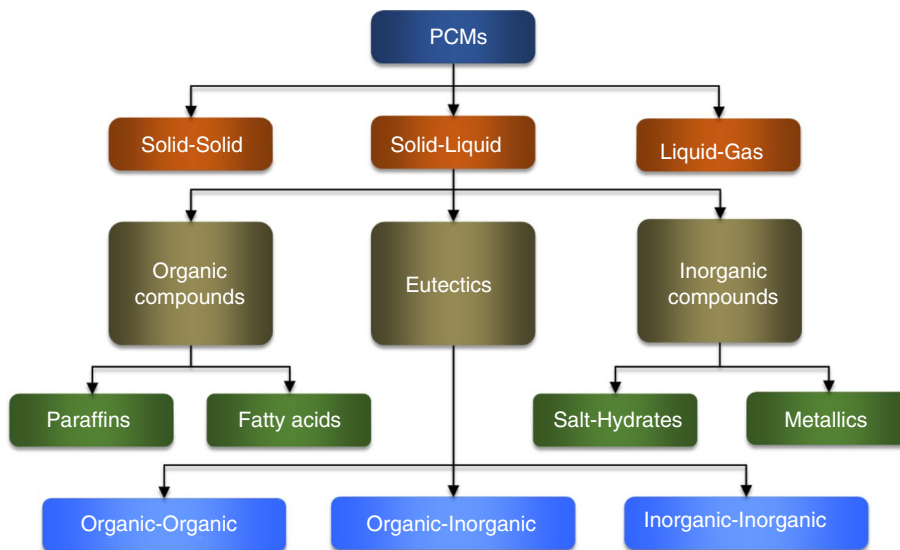 PCMs
Solid-Solid
Solid-Liquid
Liquid-Gas
Organic
compounds
Eutectics
Inorganic
compounds
Paraffins
Fatty acids
Salt-Hydrates
Metallics
Organic-Organic
Organic-Inorganic
Inorganic-Inorganic